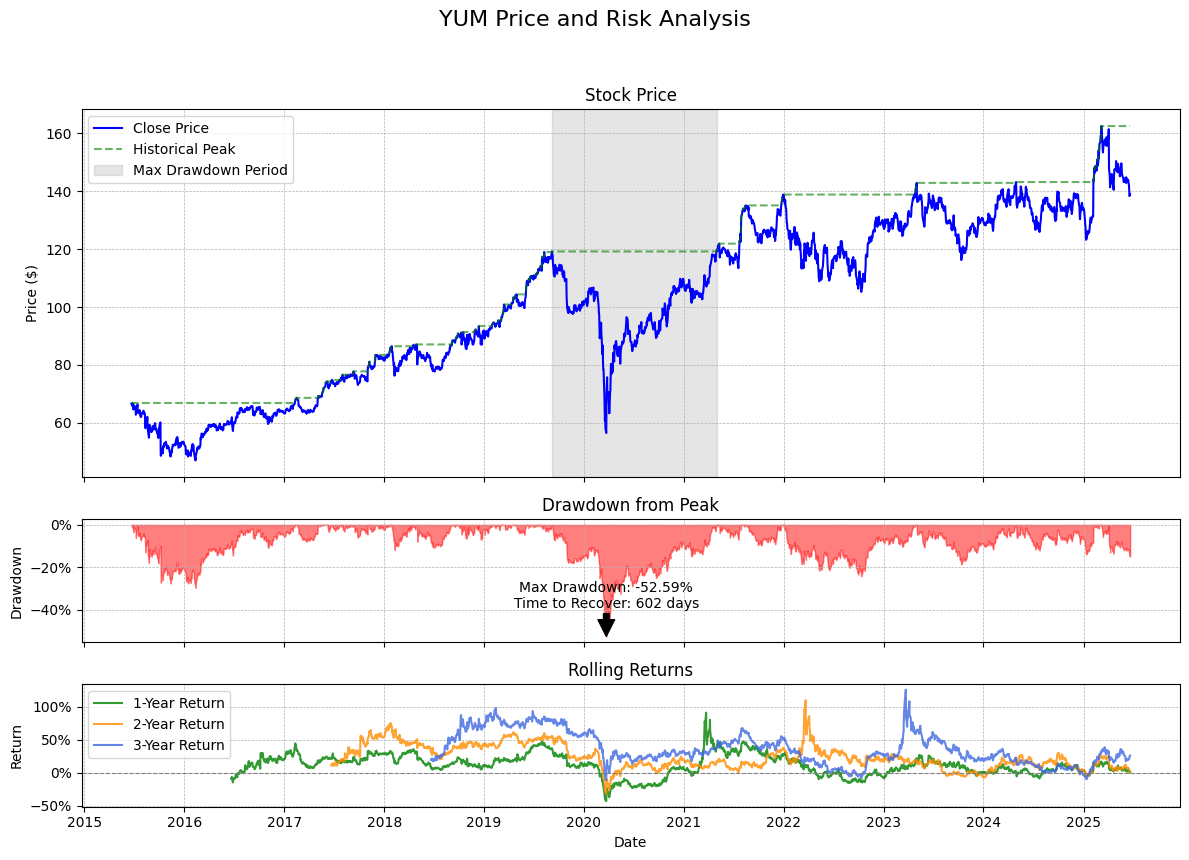 YUM Price and Risk Analysis
Stock Price
Close Price
Historical Peak
Max Drawdown Period
160
140
120
100
80
60
Price ($)
Drawdown from Peak
0%
−20%
−40%
Drawdown
Max Drawdown: -52.59%
Time to Recover: 602 days
Rolling Returns
1-Year Return
2-Year Return
3-Year Return
100%
50%
0%
−50%
Return
2015 2016 2017 2018 2019 2020 2021 2022 2023 2024 2025
Date